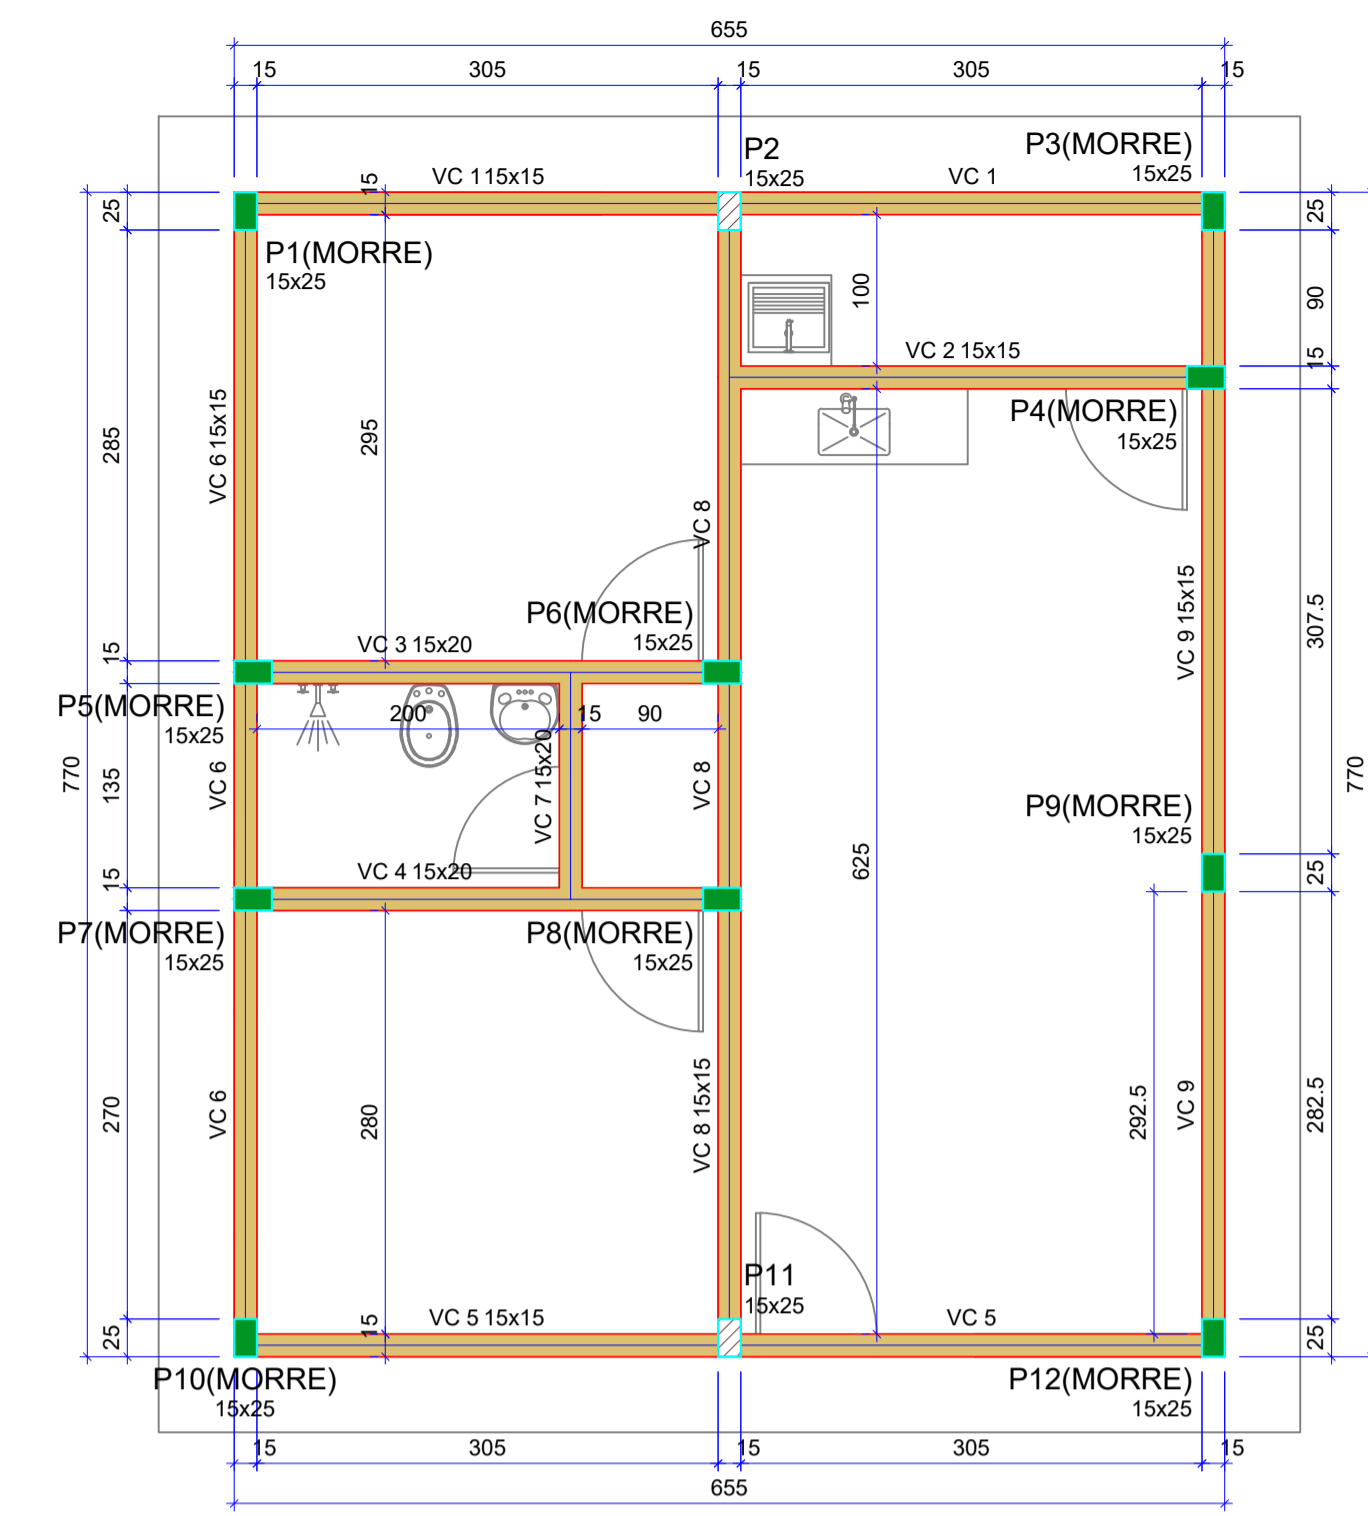 655
15 305 15 305 15
P2
15x25
P3(MORRE)
15x25
VC 1 15x15
VC 1
15
25
25
P1(MORRE)
15x25
100
90
VC 2 15x15
15
P4(MORRE)
15x25
VC 6 15x15
285
295
VC 8
307.5
VC 9 15x15
P6(MORRE)
15x25
VC 3 15x20
15
P5(MORRE)
15x25
200 15 90
770
135
VC 6
VC 7 15x20
VC 8
770
P9(MORRE)
15x25
625
25
15
VC 4 15x20
P7(MORRE)
15x25
P8(MORRE)
15x25
270
VC 6
280
VC 8 15x15
292.5
VC 9
282.5
P11
15x25
VC 5 15x15
VC 5
15
25
25
P10(MORRE)
15x25
P12(MORRE)
15x25
15 305 15 305 15
655